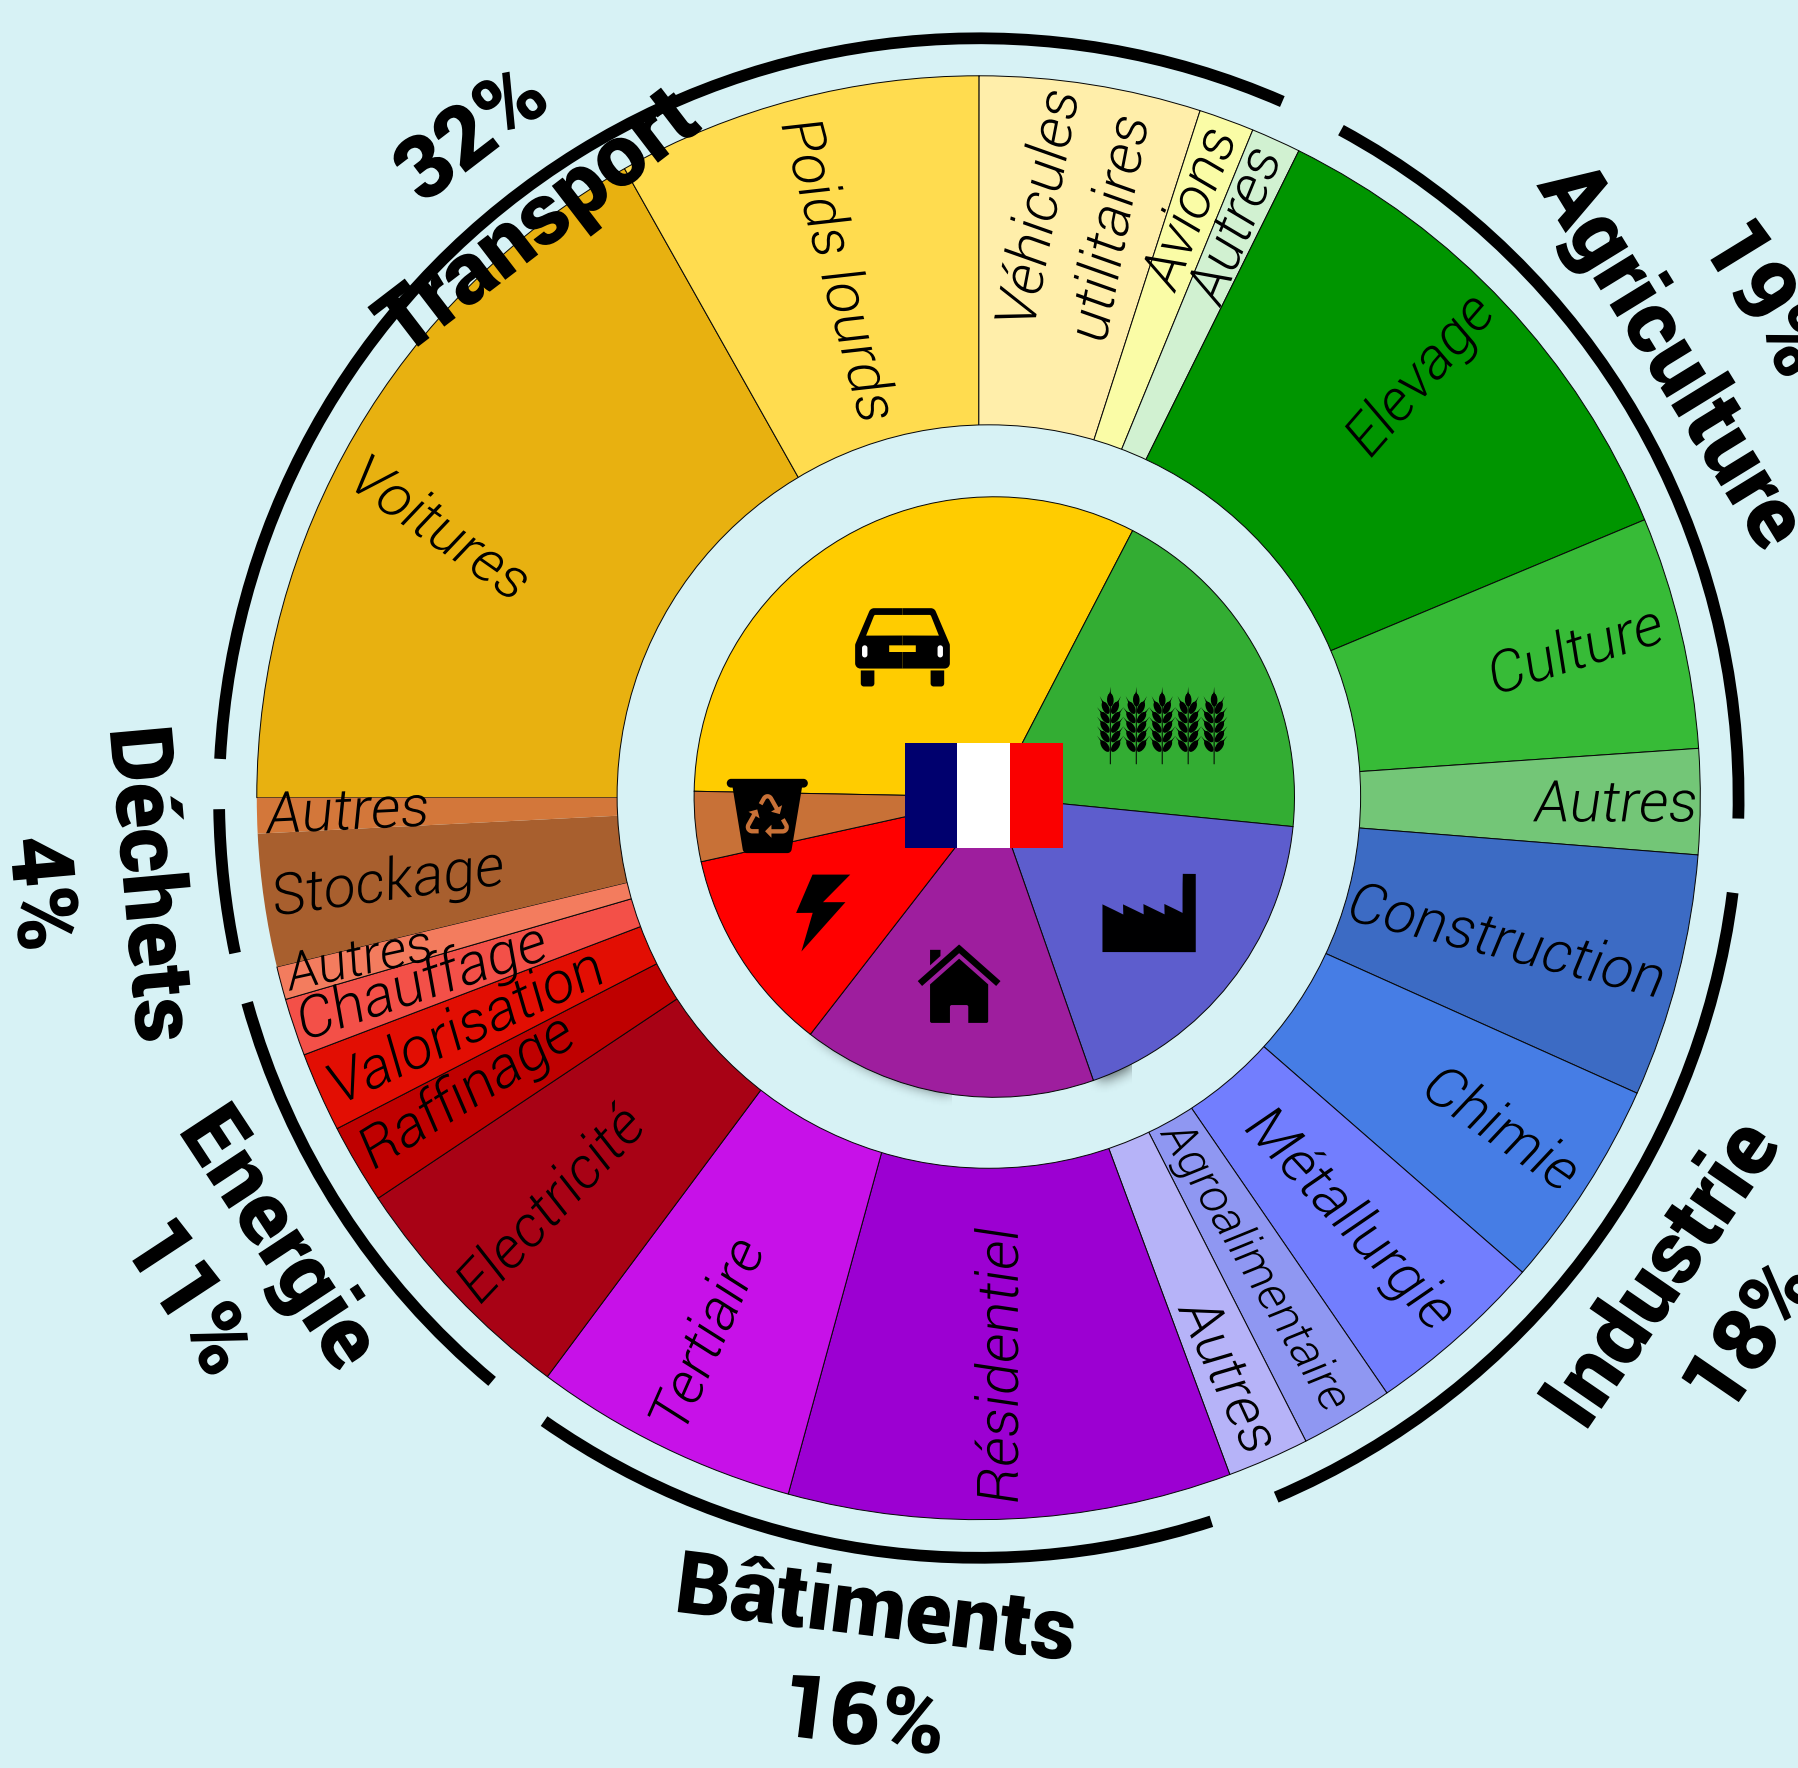 32%
Transport
Poids lourds
Véhicules
utilitaires
Avions
Autres
Agriculture
19%
Elevage
Culture
Autres
Voitures
Déchets
4%
Autres
Stockage
Autres
Chauffage
Valorisation
Raffinage
Electricité
Energie
11%
Construction
Chimie
Métallurgie
Agroalimentaire
Autres
Industrie
18%
Tertiaire
Résidentiel
Bâtiments
16%